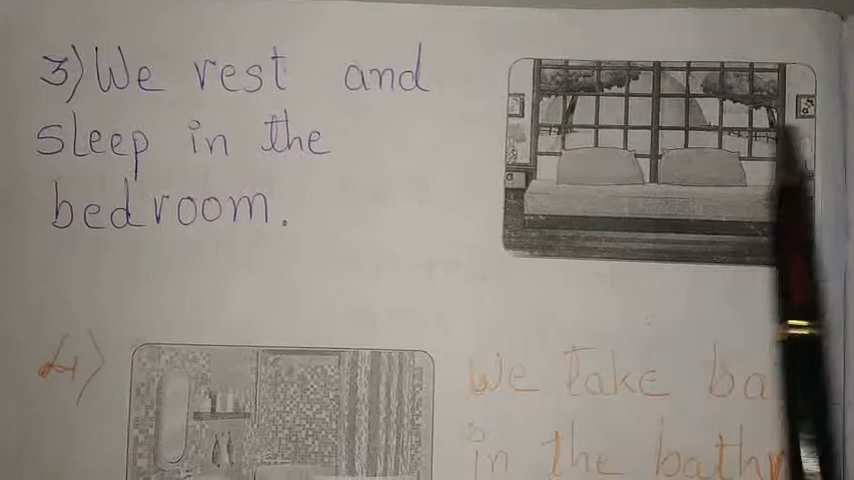 3) We rest and
sleep in the
bedroom.
4)
We take
in the